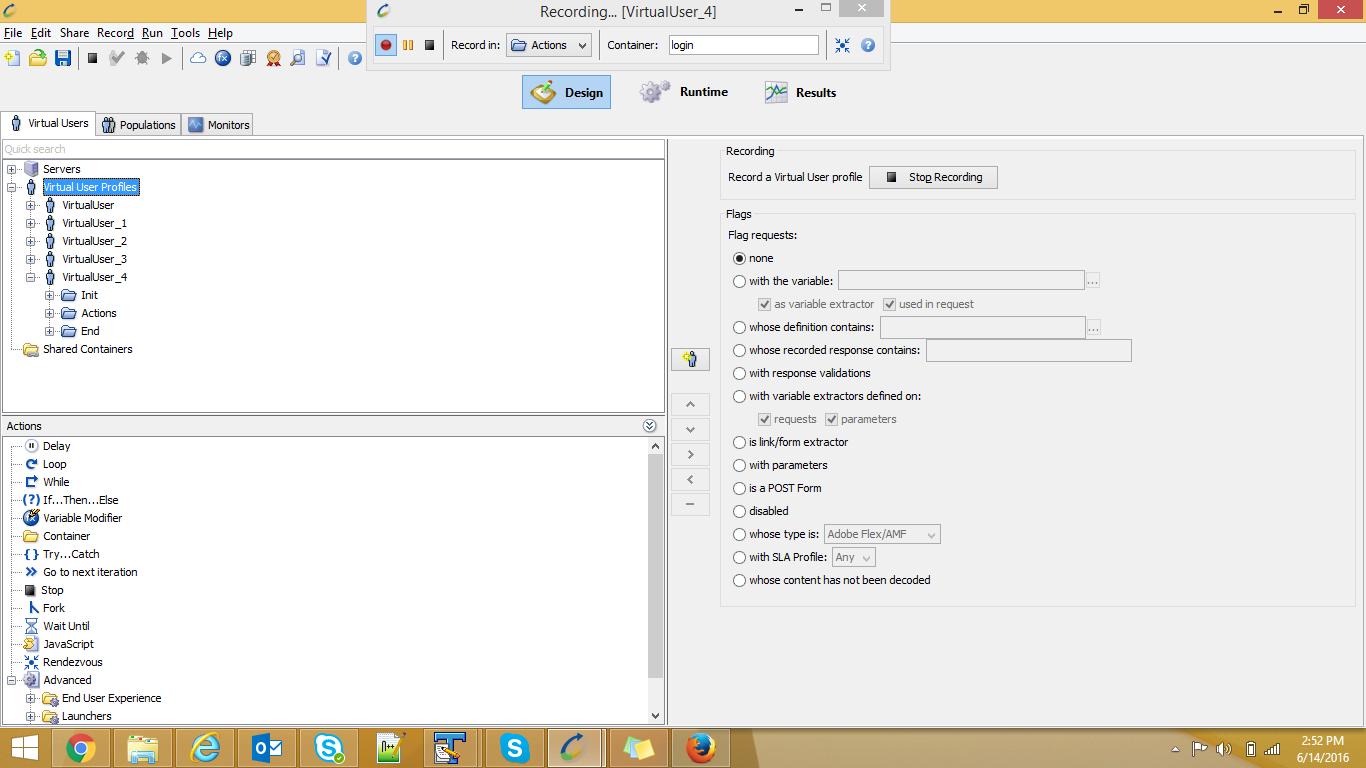 Recording... [VirtualUser_4]
File Edit Share Record Run Tools Help
Record in: Actions Container: login
Design Runtime Results
Virtual Users Populations Monitors
Quick search
Servers
Virtual User Profiles
VirtualUser
VirtualUser_1
VirtualUser_2
VirtualUser_3
VirtualUser_4
Init
Actions
End
Shared Containers
Actions
Delay
Loop
While
If...Then...Else
Variable Modifier
Container
Try...Catch
Go to next iteration
Stop
Fork
Wait Until
JavaScript
Rendezvous
Advanced
End User Experience
Launchers
Recording
Record a Virtual User profile Stop Recording
Flags
Flag requests:
none
with the variable: ...
as variable extractor used in request
whose definition contains: ...
whose recorded response contains:
with response validations
with variable extractors defined on:
requests parameters
is link/form extractor
with parameters
is a POST Form
disabled
whose type is: Adobe Flex/AMF
with SLA Profile: Any
whose content has not been decoded
2:52 PM
6/14/2016